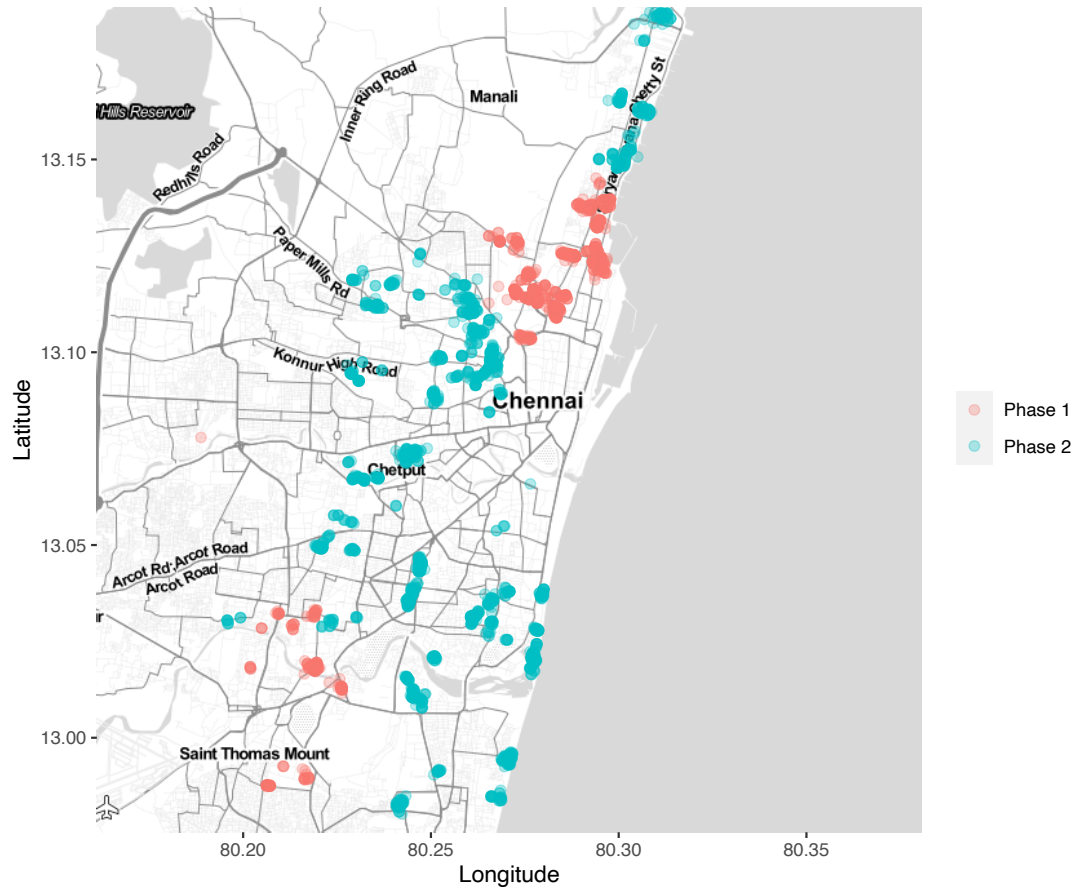 Manali
Inner Ring Road
Hills Reservoir
Redhills Road
Paper Mills Rd
Konnur High Road
Chennai
Chetput
Arcot Rd
Arcot Road
Arcot Road
Saint Thomas Mount
13.15
13.10
13.05
13.00
Latitude
80.20
80.25
80.30
80.35
Longitude
Phase 1
Phase 2